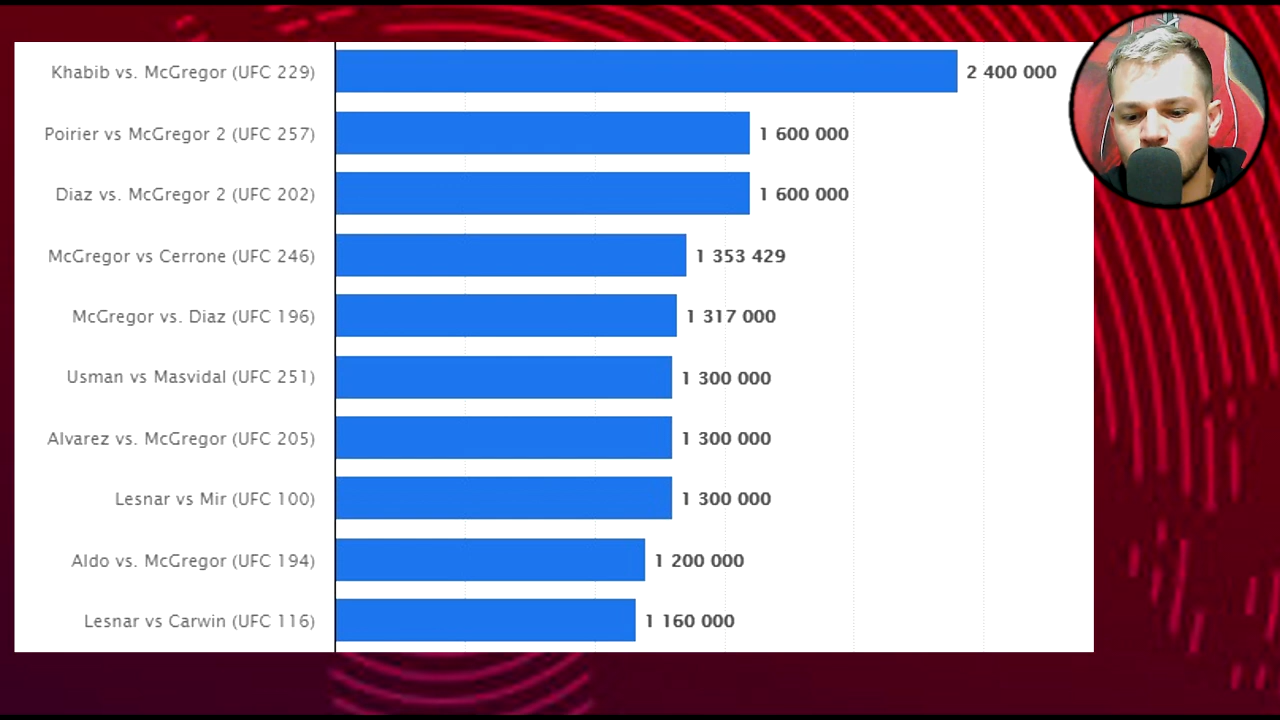 Khabib vs. McGregor (UFC 229) 2 400 000
Poirier vs McGregor 2 (UFC 257) 1 600 000
Diaz vs. McGregor 2 (UFC 202) 1 600 000
McGregor vs Cerrone (UFC 246) 1 353 429
McGregor vs. Diaz (UFC 196) 1 317 000
Usman vs Masvidal (UFC 251) 1 300 000
Alvarez vs. McGregor (UFC 205) 1 300 000
Lesnar vs Mir (UFC 100) 1 300 000
Aldo vs. McGregor (UFC 194) 1 200 000
Lesnar vs Carwin (UFC 116) 1 160 000